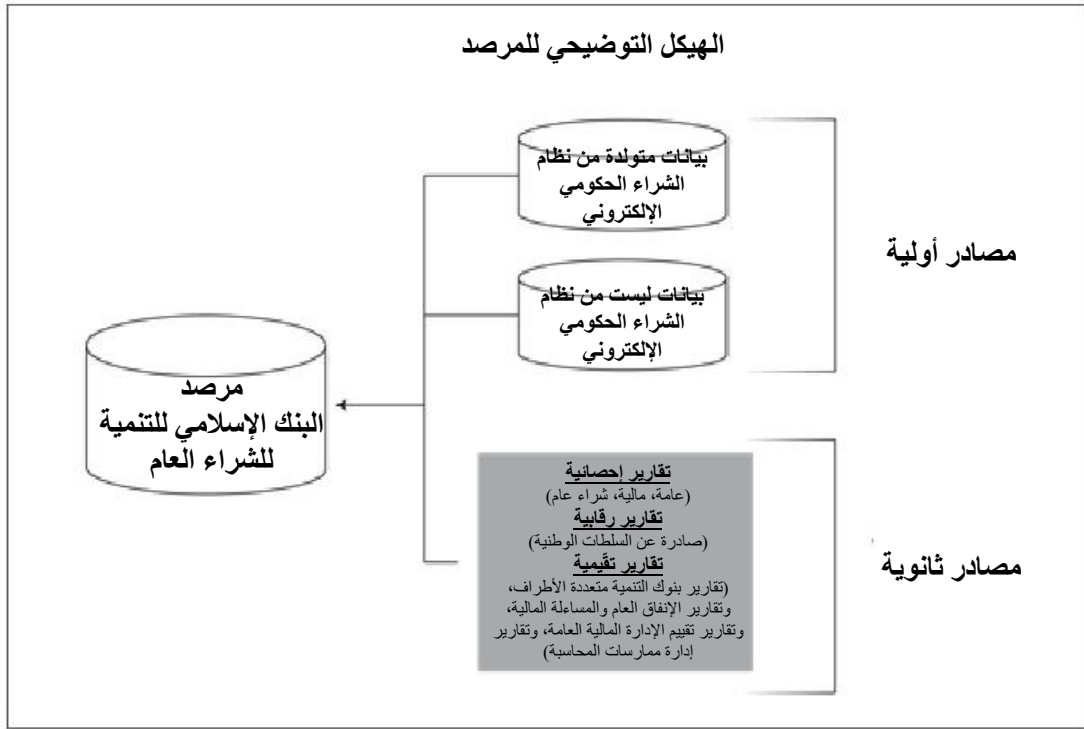 الهيكل التوضيحي للمرصد
بيانات متولدة من نظام
الشراء الحكومي
الإلكتروني
مصادر أولية
بيانات ليست من نظام
الشراء الحكومي
الإلكتروني
مرصد
البنك الإسلامي للتنمية
للشراء العام
تقارير إحصائية
(عامة، مالية، شراء عام)
تقارير رقابية
(صادرة عن السلطات الوطنية)
تقارير تقَيمية
(تقارير بنوك التنمية متعددة الأطراف،
وتقارير الإنفاق العام والمساءلة المالية،
وتقارير تقييم الإدارة المالية العامة، وتقارير
إدارة ممارسات المحاسبة)
مصادر ثانوية